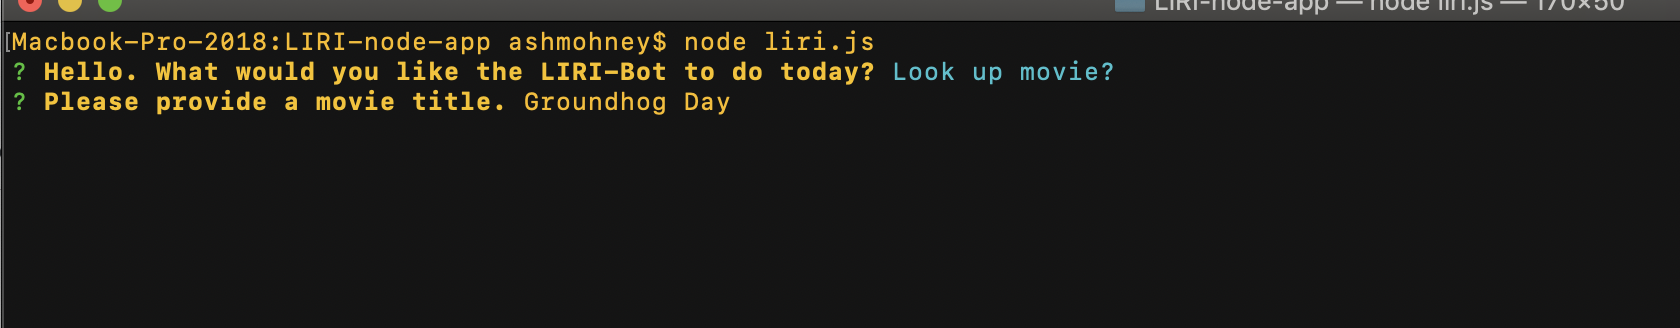 LIRI-node-app — node liri.js — 170×50
Macbook-Pro-2018:LIRI-node-app ashmohney$ node liri.js
? Hello. What would you like the LIRI-Bot to do today? Look up movie?
? Please provide a movie title. Groundhog Day